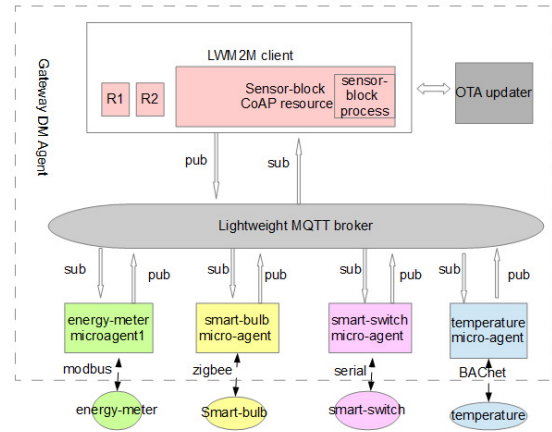 Gateway DM Agent
LWM2M client
R1
R2
Sensor-block
CoAP resource
sensor-
block
process
OTA updater
pub
sub
Lightweight MQTT broker
sub
pub
sub
pub
sub
pub
sub
pub
energy-meter
microagent1
smart-bulb
micro-agent
smart-switch
micro-agent
temperature
micro-agent
modbus
zigbee
serial
BACnet
energy-meter
Smart-bulb
smart-switch
temperature